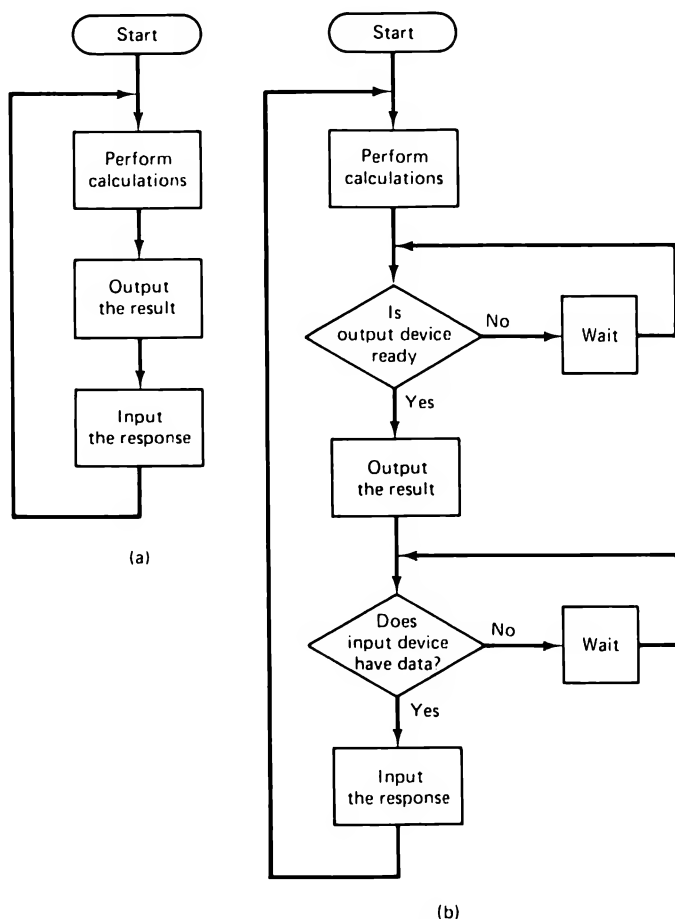 Start
Perform
calculations
Output
the result
Input
the response
(a)
Start
Perform
calculations
Is
output device
ready
No
Wait
Yes
Output
the result
Does
input device
have data?
No
Wait
Yes
Input
the response
(b)